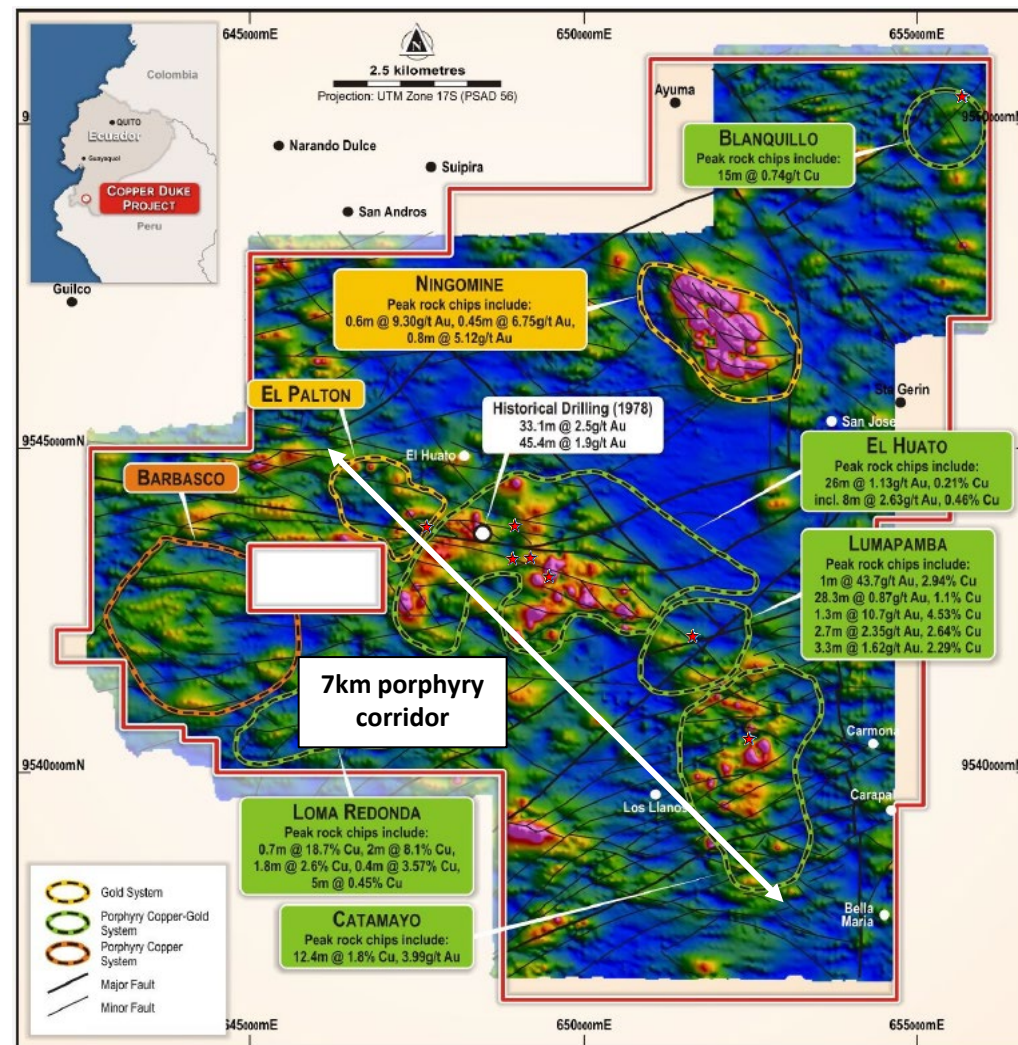 645000mE
650000mE
655000mE
Colombia
QUITO
Ecuador
Guayaquil
COPPER DUKE
PROJECT
Peru
2.5 kilometres
Projection: UTM Zone 17S (PSAD 56)
Ayuma
Narando Dulce
Suipira
San Andros
Guilco
BLANQUILLO
Peak rock chips include:
15m @ 0.74g/t Cu
NINGOMINE
Peak rock chips include:
0.6m @ 9.30g/t Au, 0.45m @ 6.75g/t Au,
0.8m @ 5.12g/t Au
EL PALTON
Historical Drilling (1978)
33.1m @ 2.5g/t Au
45.4m @ 1.9g/t Au
Ste Gerin
San Jose
9545000mN
El Huato
EL HUATO
Peak rock chips include:
26m @ 1.13g/t Au, 0.21% Cu
incl. 8m @ 2.63g/t Au, 0.46% Cu
BARBASCO
LUMAPAMBA
Peak rock chips include:
1m @ 43.7g/t Au, 2.94% Cu
28.3m @ 0.87g/t Au, 1.1% Cu
1.3m @ 10.7g/t Au, 4.53% Cu
2.7m @ 2.35g/t Au, 2.64% Cu
3.3m @ 1.62g/t Au. 2.29% Cu
7km porphyry
corridor
Carmona
9540000mN
Los Llanos
Carapal
LOMA REDONDA
Peak rock chips include:
0.7m @ 18.7% Cu, 2m @ 8.1% Cu,
1.8m @ 2.6% Cu, 0.4m @ 3.57% Cu,
5m @ 0.45% Cu
CATAMAYO
Peak rock chips include:
12.4m @ 1.8% Cu, 3.99g/t Au
Bella
Maria
Gold System
Porphyry Copper-Gold
System
Porphyry Copper
System
Major Fault
Minor Fault
645000mE
650000mE
655000mE